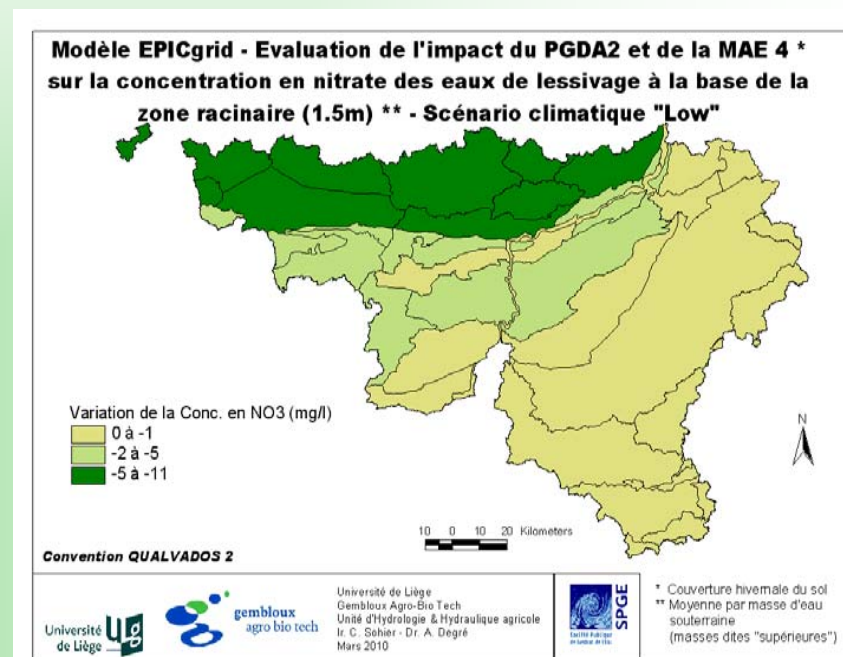 Modèle EPICgrid - Evaluation de l'impact du PGDA2 et de la MAE 4 *
sur la concentration en nitrate des eaux de lessivage à la base de la
zone racinaire (1.5m) ** - Scénario climatique "Low"
Variation de la Conc. en NO3 (mg/l)
0 à -1
-2 à -5
-5 à -11
N
10 0 10 20 Kilometers
Convention QUALVADOS 2
Université
de Liège
gembloux
agro bio tech
Université de Liège
Gembloux Agro-Bio Tech
Unité d'Hydrologie & Hydraulique agricole
Ir. C. Sohier - Dr. A. Degré
Mars 2010
SPGE
* Couverture hivernale du sol
** Moyenne par masse d'eau
souterraine
(masses dites "supérieures")